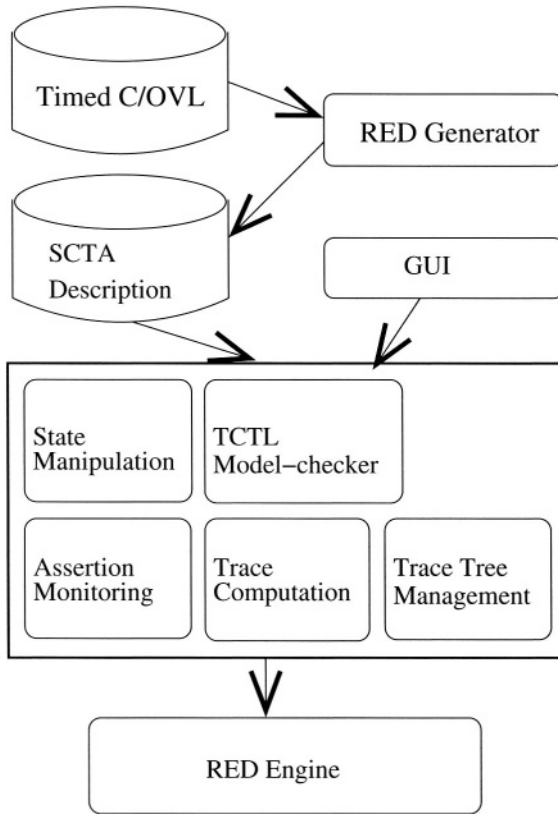 Timed C/OVL
RED Generator
SCTA
Description
GUI
State
Manipulation
TCTL
Model−checker
Assertion
Monitoring
Trace
Computation
Trace Tree
Management
RED Engine